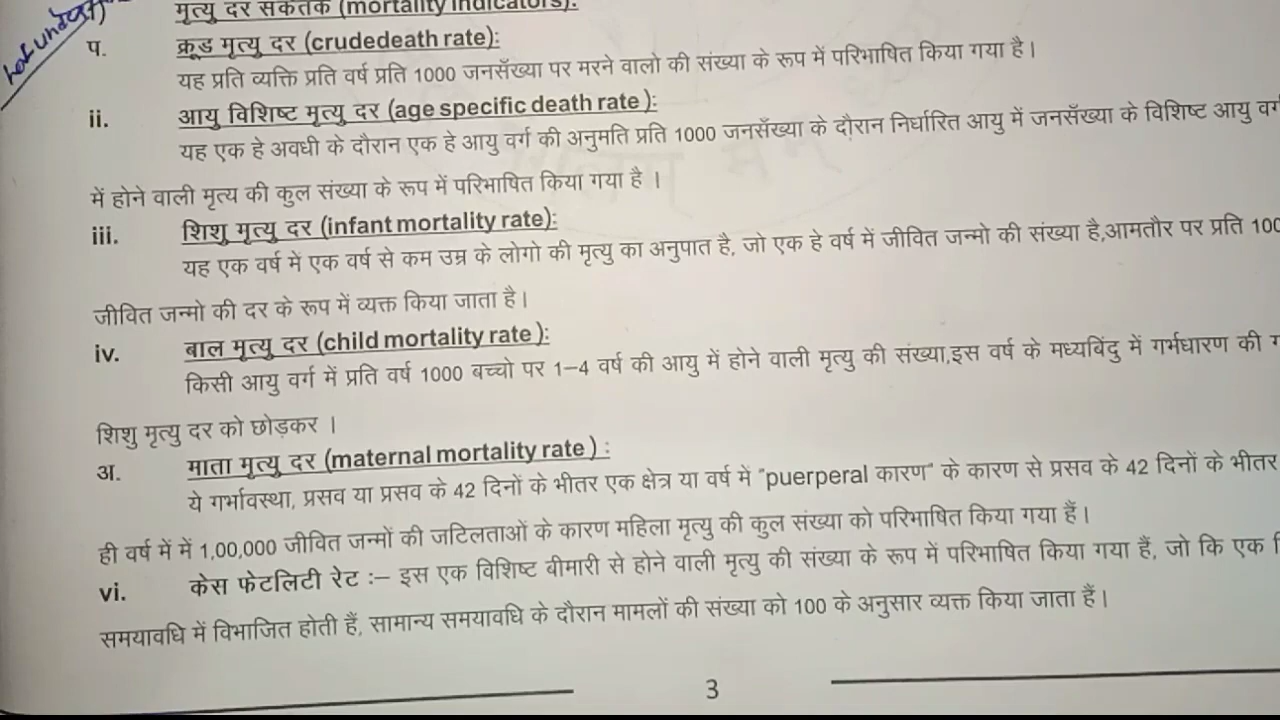 मृत्यु दर संकेतक (mortality indicators):
प. क्रूड मृत्यु दर (crudedeath rate):
यह प्रति व्यक्ति प्रति वर्ष प्रति 1000 जनसँख्या पर मरने वालो की संख्या के रूप में परिभाषित किया गया है।
ii. आयु विशिष्ट मृत्यु दर (age specific death rate ):
यह एक हे अवधी के दौरान एक हे आयु वर्ग की अनुमति प्रति 1000 जनसँख्या के दौरान निर्धारित आयु में जनसँख्या के विशिष्ट आयु वर्ग
में होने वाली मृत्य की कुल संख्या के रूप में परिभाषित किया गया है ।
iii. शिशु मृत्यु दर (infant mortality rate):
यह एक वर्ष में एक वर्ष से कम उम्र के लोगो की मृत्यु का अनुपात है, जो एक हे वर्ष में जीवित जन्मो की संख्या है,आमतौर पर प्रति
जीवित जन्मो की दर के रूप में व्यक्त किया जाता है।
iv. बाल मृत्यु दर (child mortality rate ):
किसी आयु वर्ग में प्रति वर्ष 1000 बच्चो पर 1–4 वर्ष की आयु में होने वाली मृत्यु की संख्या,इस वर्ष के मध्यबिंदु में गर्भधारण की
शिशु मृत्यु दर को छोड़कर ।
अ. माता मृत्यु दर (maternal mortality rate ) :
ये गर्भावस्था, प्रसव या प्रसव के 42 दिनों के भीतर एक क्षेत्र या वर्ष में "puerperal कारण" के कारण से प्रसव के 42 दिनों के भीतर
ही वर्ष में में 1,00,000 जीवित जन्मों की जटिलताओं के कारण महिला मृत्यु की कुल संख्या को परिभाषित किया गया हैं।
vi. केस फेटलिटी रेट :– इस एक विशिष्ट बीमारी से होने वाली मृत्यु की संख्या के रूप में परिभाषित किया गया हैं, जो कि एक
समयावधि में विभाजित होती हैं, सामान्य समयावधि के दौरान मामलों की संख्या को 100 के अनुसार व्यक्त किया जाता हैं।
3